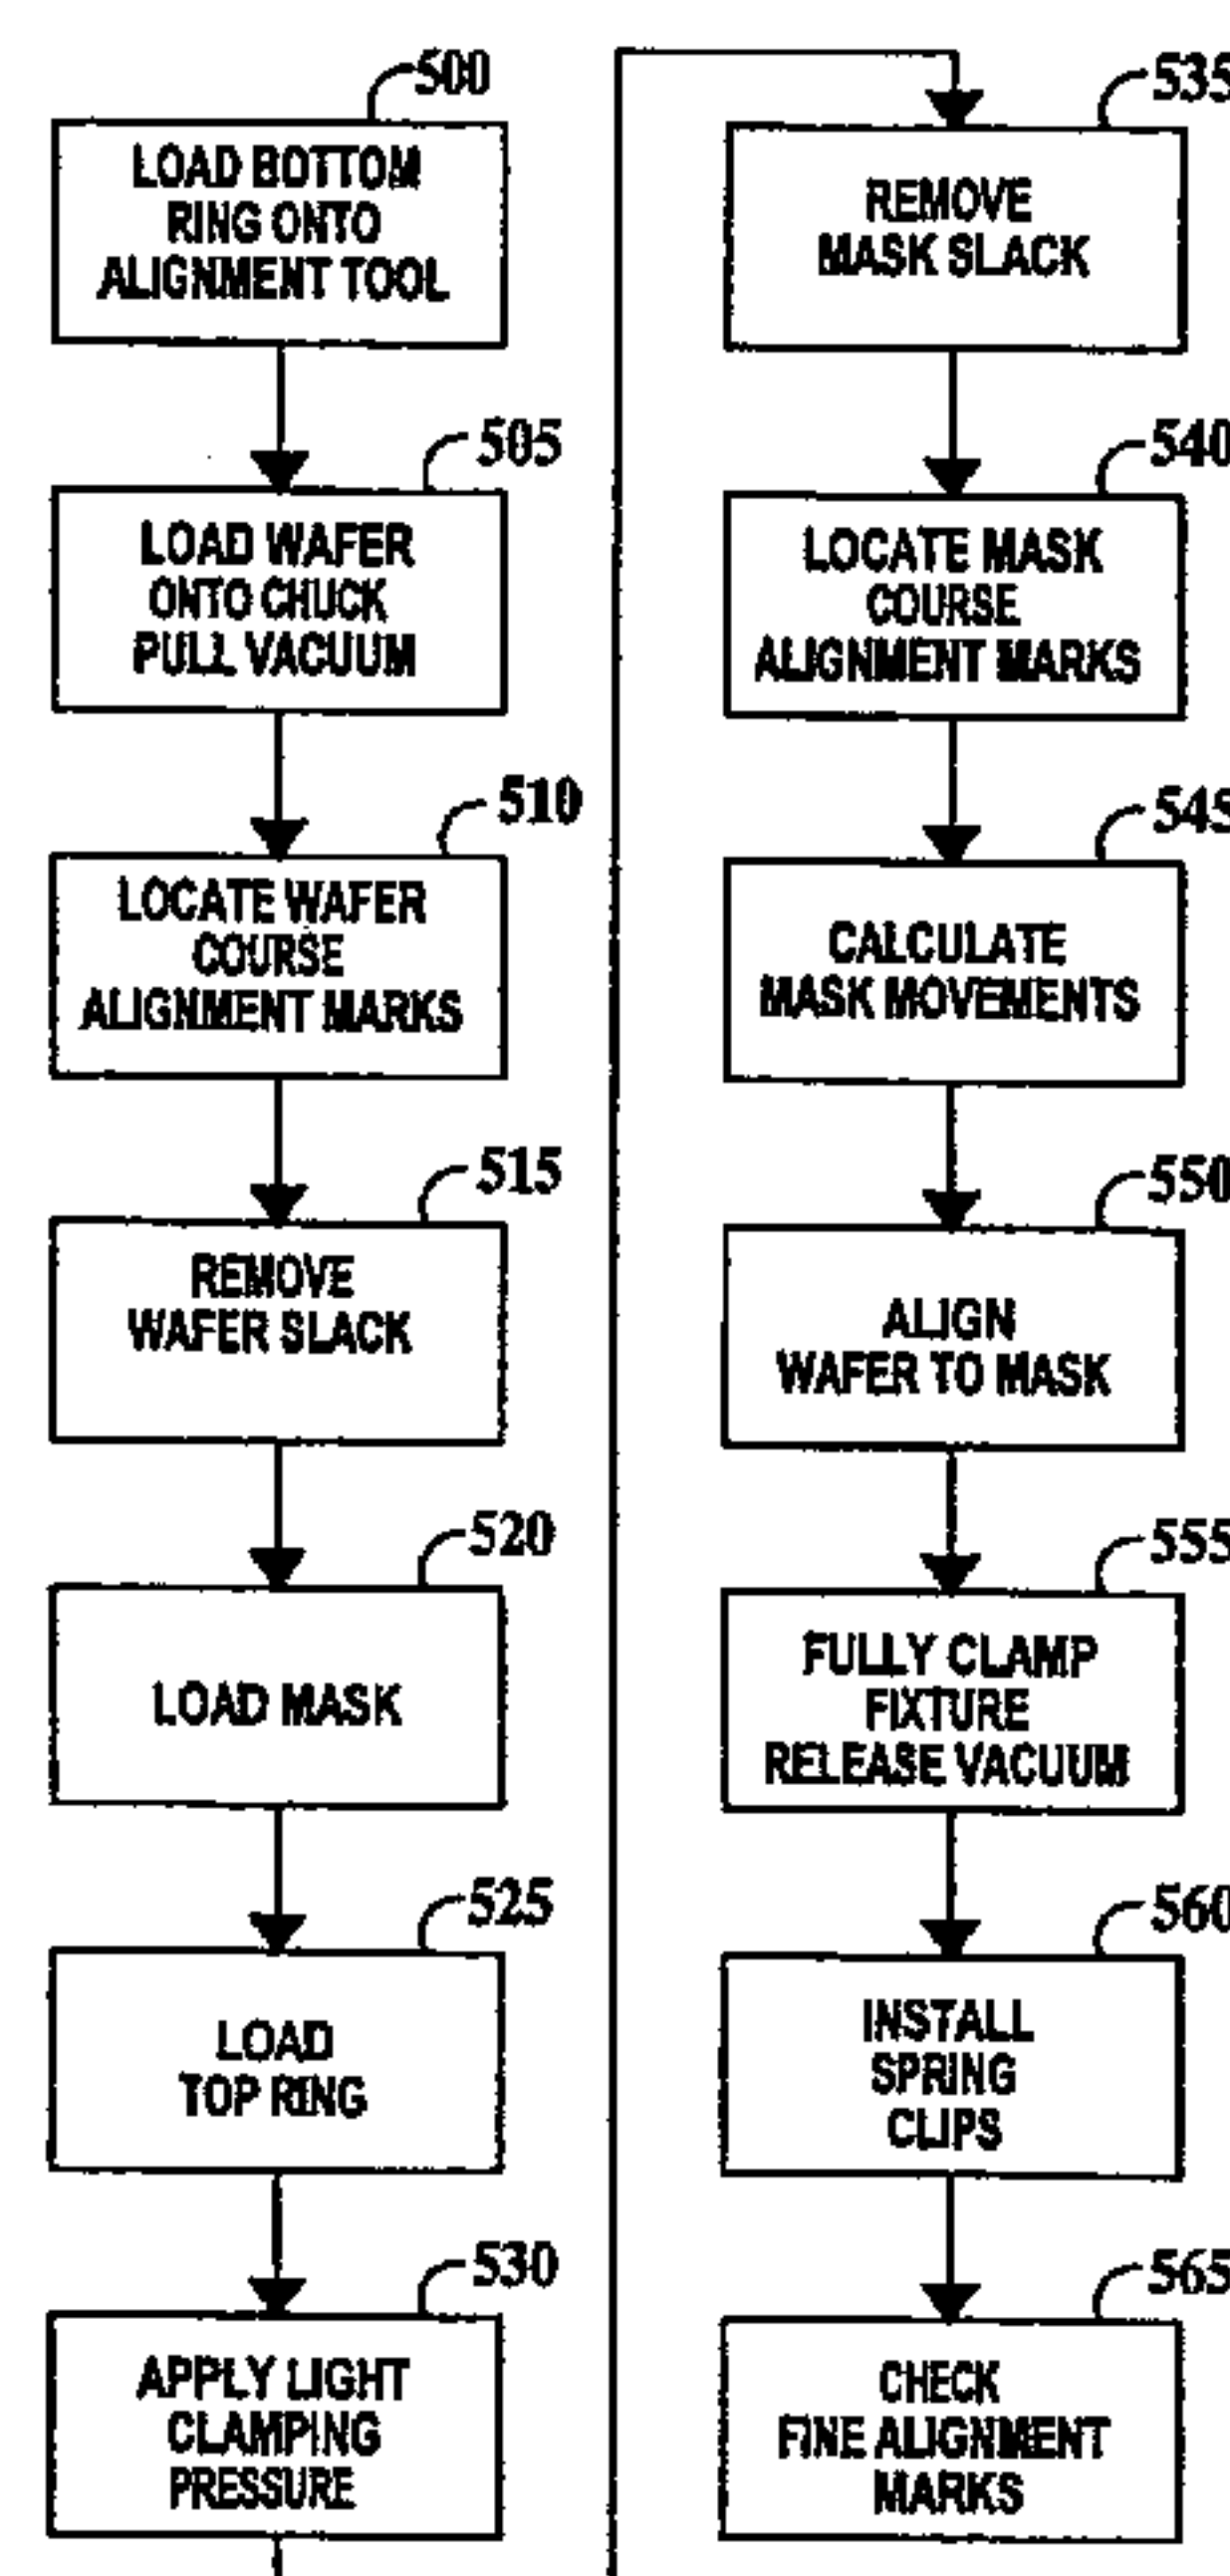 500
LOAD BOTTOM
RING ONTO
ALIGNMENT TOOL
505
LOAD WAFER
ONTO CHUCK
PULL VACUUM
510
LOCATE WAFER
COURSE
ALIGNMENT MARKS
515
REMOVE
WAFER SLACK
520
LOAD MASK
525
LOAD
TOP RING
530
APPLY LIGHT
CLAMPING
PRESSURE
535
REMOVE
MASK SLACK
540
LOCATE MASK
COURSE
ALIGNMENT MARKS
545
CALCULATE
MASK MOVEMENTS
550
ALIGN
WAFER TO MASK
555
FULLY CLAMP
FIXTURE
RELEASE VACUUM
560
INSTALL
SPRING
CLIPS
565
CHECK
FINE ALIGNMENT
MARKS